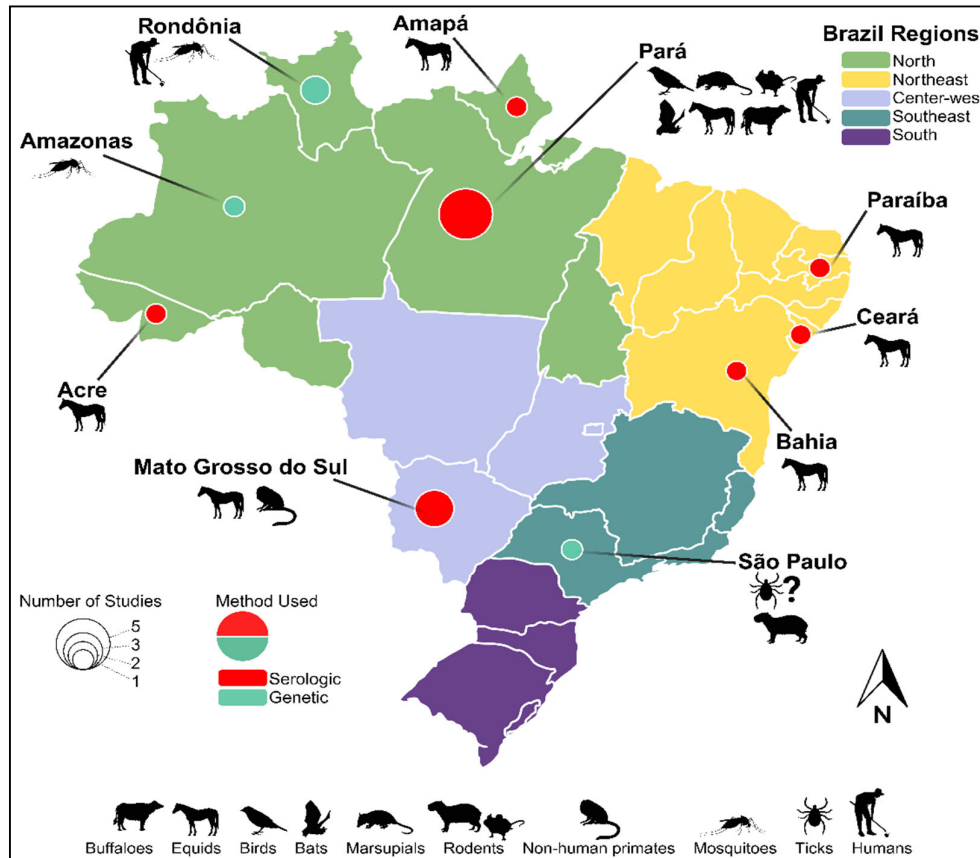 Rondônia
Amapá
Pará
Brazil Regions
North
Northeast
Center-wes
Southeast
South
Amazonas
Paraíba
Ceará
Acre
Bahia
Mato Grosso do Sul
São Paulo
?
Number of Studies
5
3
2
1
Method Used
Serologic
Genetic
N
Buffaloes Equids Birds Bats Marsupials Rodents Non-human primates Mosquitoes Ticks Humans